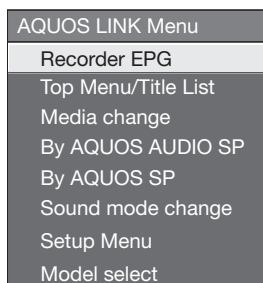 AQUOS LINK Menu
Recorder EPG
Top Menu/Title List
Media change
By AQUOS AUDIO SP
By AQUOS SP
Sound mode change
Setup Menu
Model select